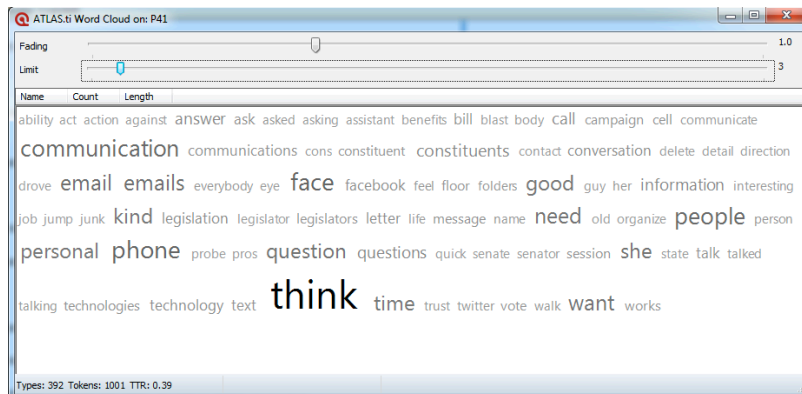 ATLAS.ti Word Cloud on: P41
Fading 1.0
Limit 3
Name Count Length
ability act action against answer ask asked asking assistant benefits bill blast body call campaign cell communicate
communication communications cons constituent constituents contact conversation delete detail direction
drove email emails everybody eye face facebook feel floor folders good guy her information interesting
job jump junk kind legislation legislator legislators letter life message name need old organize people person
personal phone probe pros question questions quick senate senator session she state talk talked
talking technologies technology text think time trust twitter vote walk want works
Types: 392 Tokens: 1001 TTR: 0.39